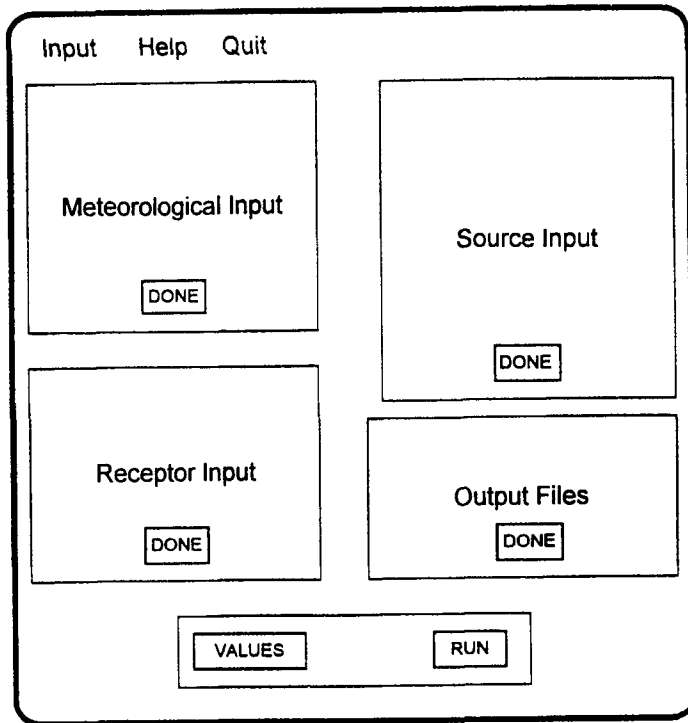 Input Help Quit
Meteorological Input
DONE
Source Input
DONE
Receptor Input
DONE
Output Files
DONE
VALUES RUN